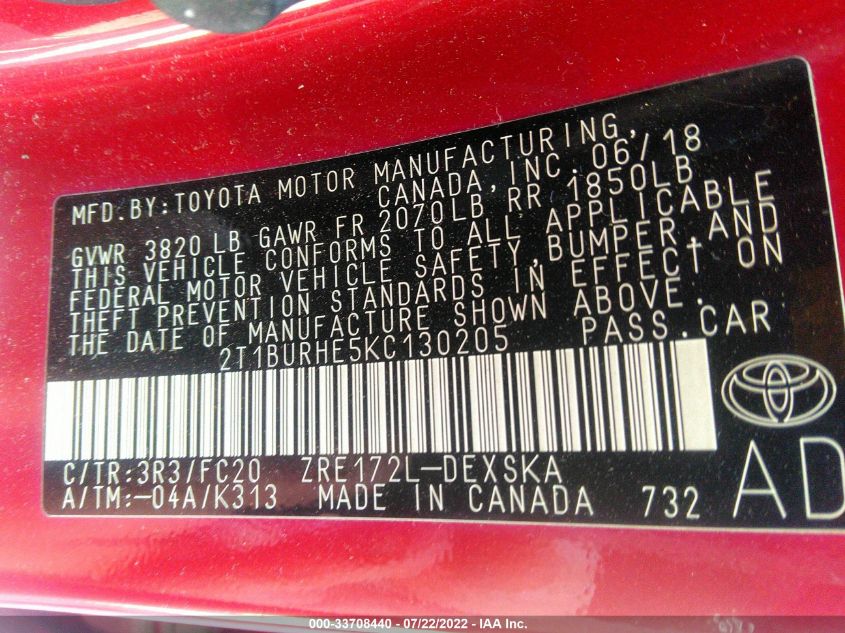 MFD.BY:TOYOTA MOTOR MANUFACTURING,
CANADA,INC. 06/18
GVWR 3820 LB GAWR FR 2070LB RR 1850LB
THIS VEHICLE CONFORMS TO ALL APPLICABLE
FEDERAL MOTOR VEHICLE SAFETY,BUMPER,AND
THEFT PREVENTION STANDARDS IN EFFECT ON
THE DATE OF MANUFACTURE SHOWN ABOVE.
2T1BURHE5KC130205 PASS.CAR
C/TR:3R3/FC20 ZRE172L-DEXSKA
A/TM:-04A/K313 MADE IN CANADA 732
AD
000-33708440 - 07/22/2022 - IAA Inc.